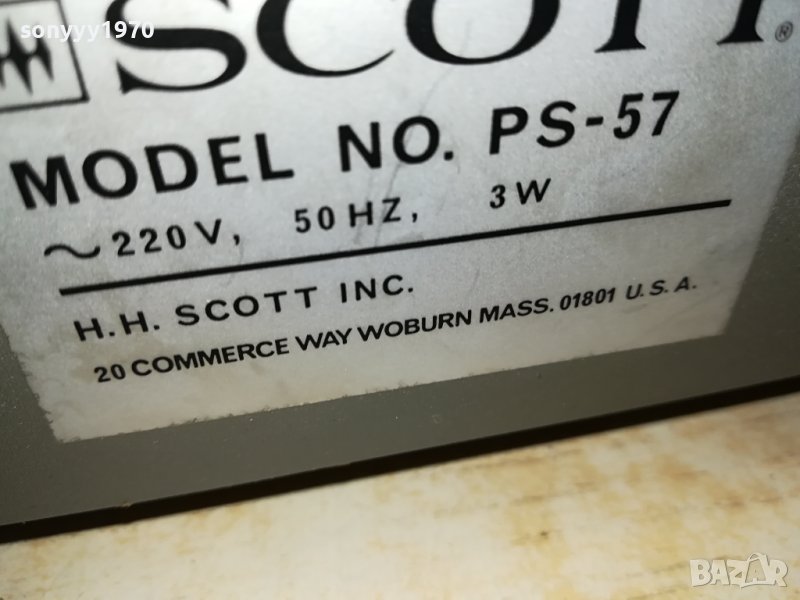 sonyyy1970
SCOTT®
MODEL NO. PS-57
~220V, 50HZ, 3W
H.H. SCOTT INC.
20 COMMERCE WAY WOBURN MASS. 01801 U.S.A.
BAZAR